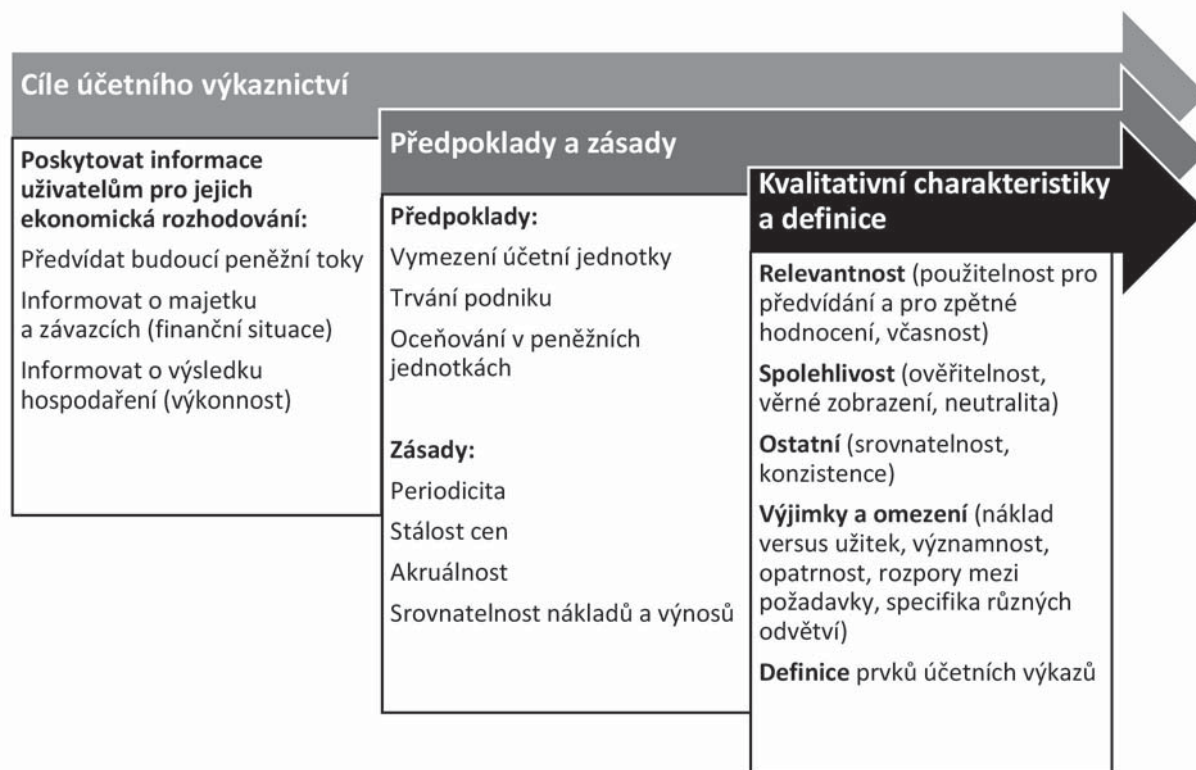 Cíle účetního výkaznictví
Poskytovat informace
uživatelům pro jejich
ekonomická rozhodování:
Předvídat budoucí peněžní toky
Informovat o majetku
a závazcích (finanční situace)
Informovat o výsledku
hospodaření (výkonnost)
Předpoklady a zásady
Předpoklady:
Vymezení účetní jednotky
Trvání podniku
Oceňování v peněžních
jednotkách
Zásady:
Periodicita
Stálost cen
Akruálnost
Srovnatelnost nákladů a výnosů
Kvalitativní charakteristiky
a definice
Relevantnost (použitelnost pro
předvídání a pro zpětné
hodnocení, včasnost)
Spolehlivost (ověřitelnost,
věrné zobrazení, neutralita)
Ostatní (srovnatelnost,
konzistence)
Výjimky a omezení (náklad
versus užitek, významnost,
opatrnost, rozpory mezi
požadavky, specifika různých
odvětví)
Definice prvků účetních výkazů